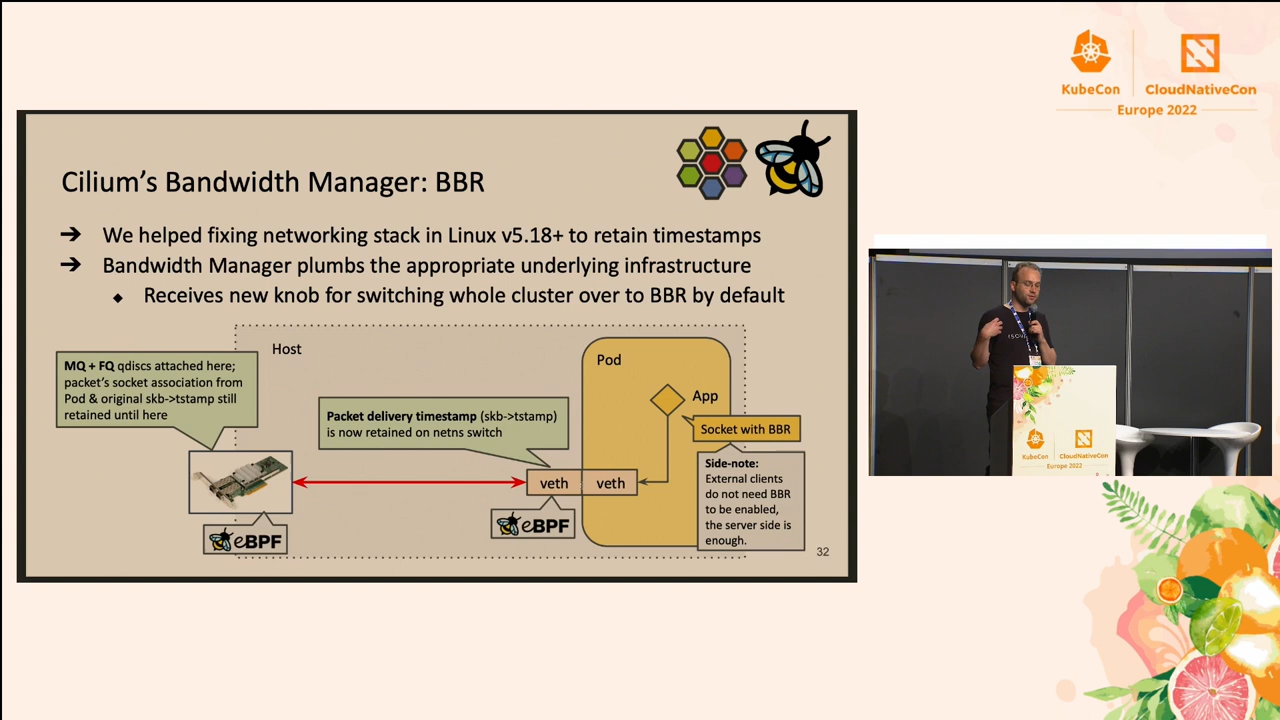 KubeCon
CloudNativeCon
Europe 2022
Cilium's Bandwidth Manager: BBR
➔ We helped fixing networking stack in Linux v5.18+ to retain timestamps
➔ Bandwidth Manager plumbs the appropriate underlying infrastructure
◆ Receives new knob for switching whole cluster over to BBR by default
Host
MQ + FQ qdiscs attached here;
packet's socket association from
Pod & original skb->tstamp still
retained until here
Packet delivery timestamp (skb->tstamp)
is now retained on netns switch
Pod
App
Socket with BBR
Side-note:
External clients
do not need BBR
to be enabled,
the server side is
enough.
veth
veth
eBPF
eBPF
32
KubeCon
CloudNativeCon
Europe 2022